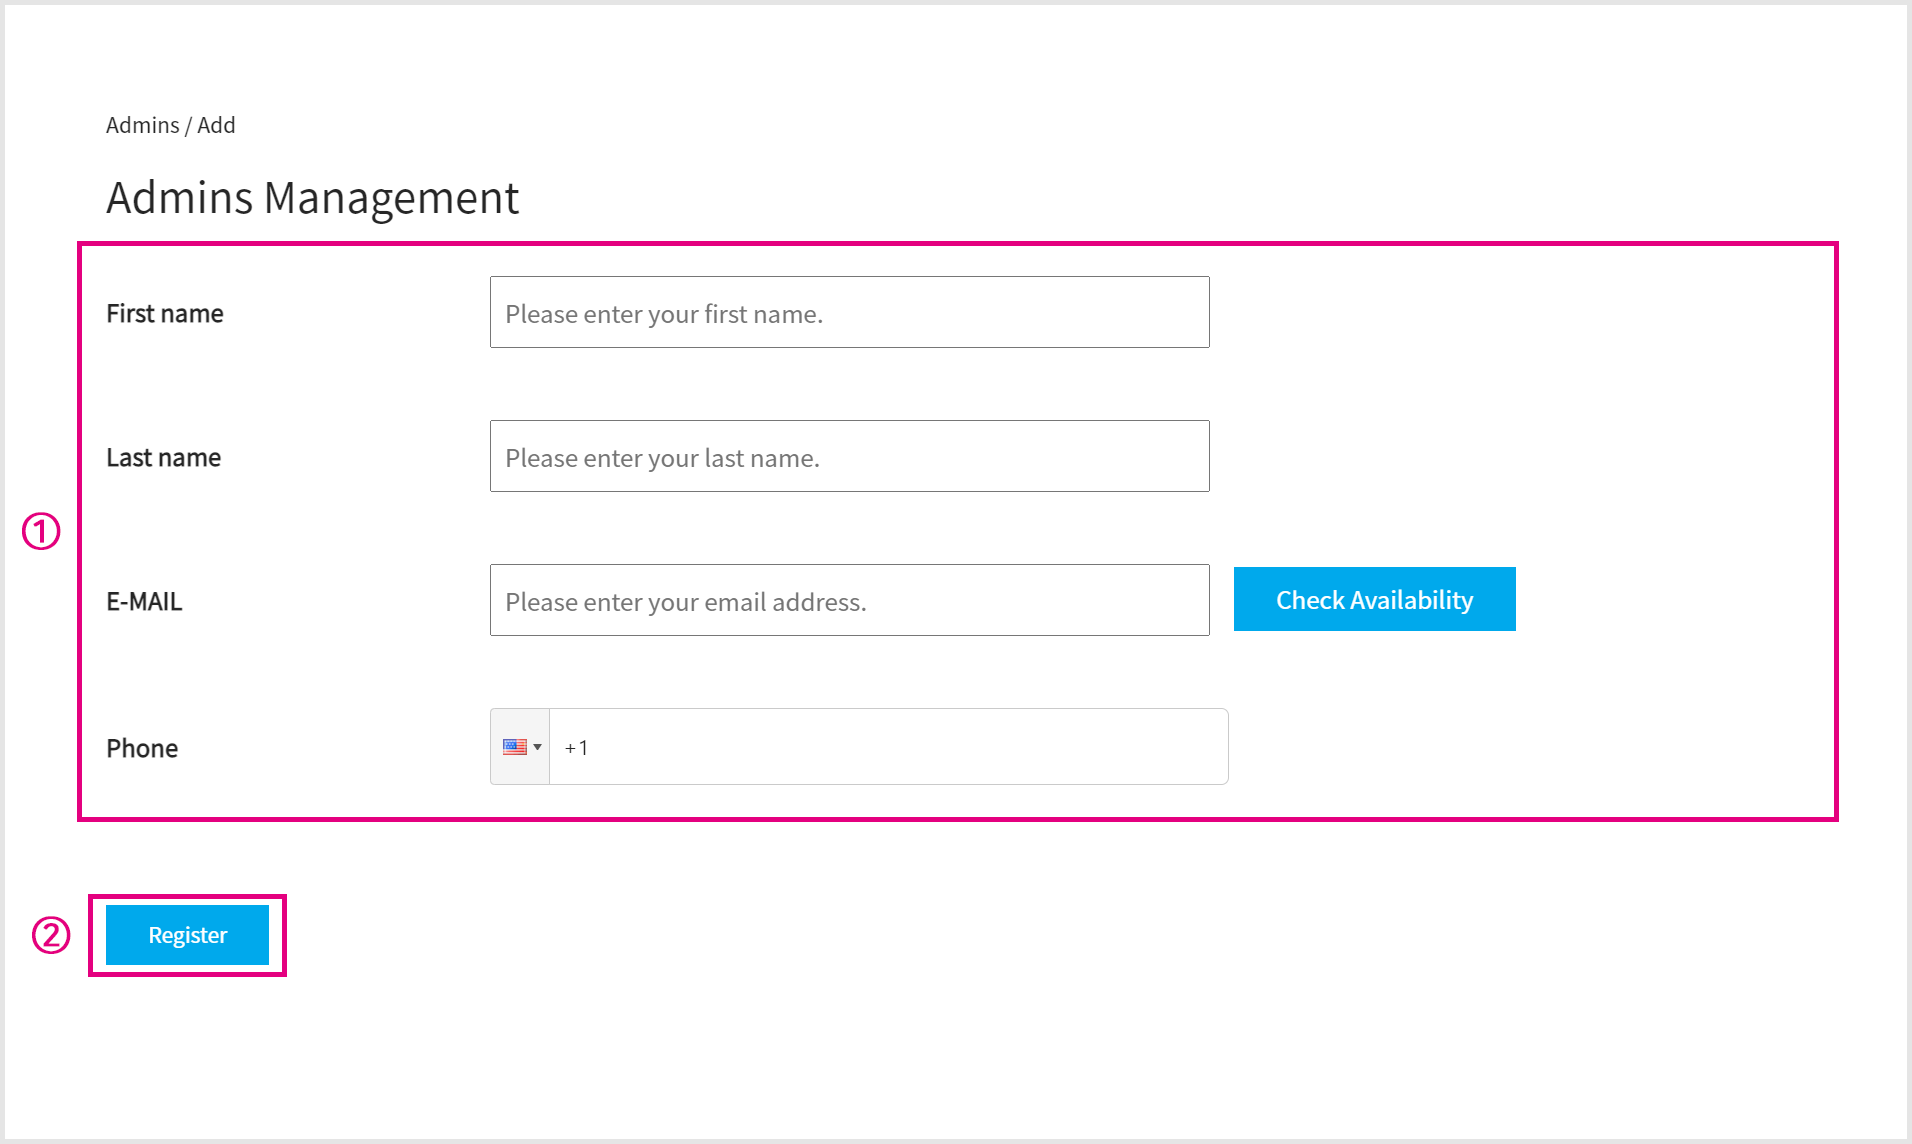 Admins / Add
Admins Management
①
First name
Please enter your first name.
Last name
Please enter your last name.
E-MAIL
Please enter your email address.
Check Availability
Phone
+1
②
Register